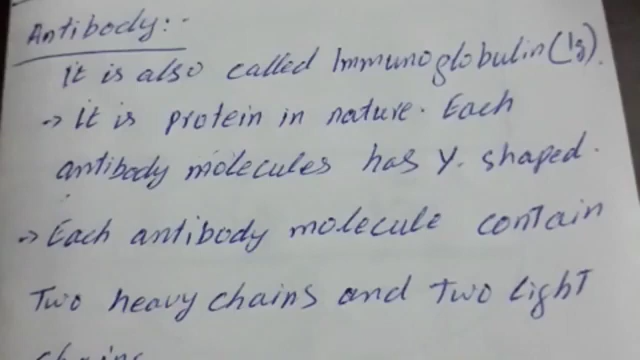 Antibody:-
It is also called Immunoglobulin (Ig).
→ It is protein in nature. Each
antibody molecules has Y. shaped.
→ Each antibody molecule contain
Two heavy chains and two light
chains